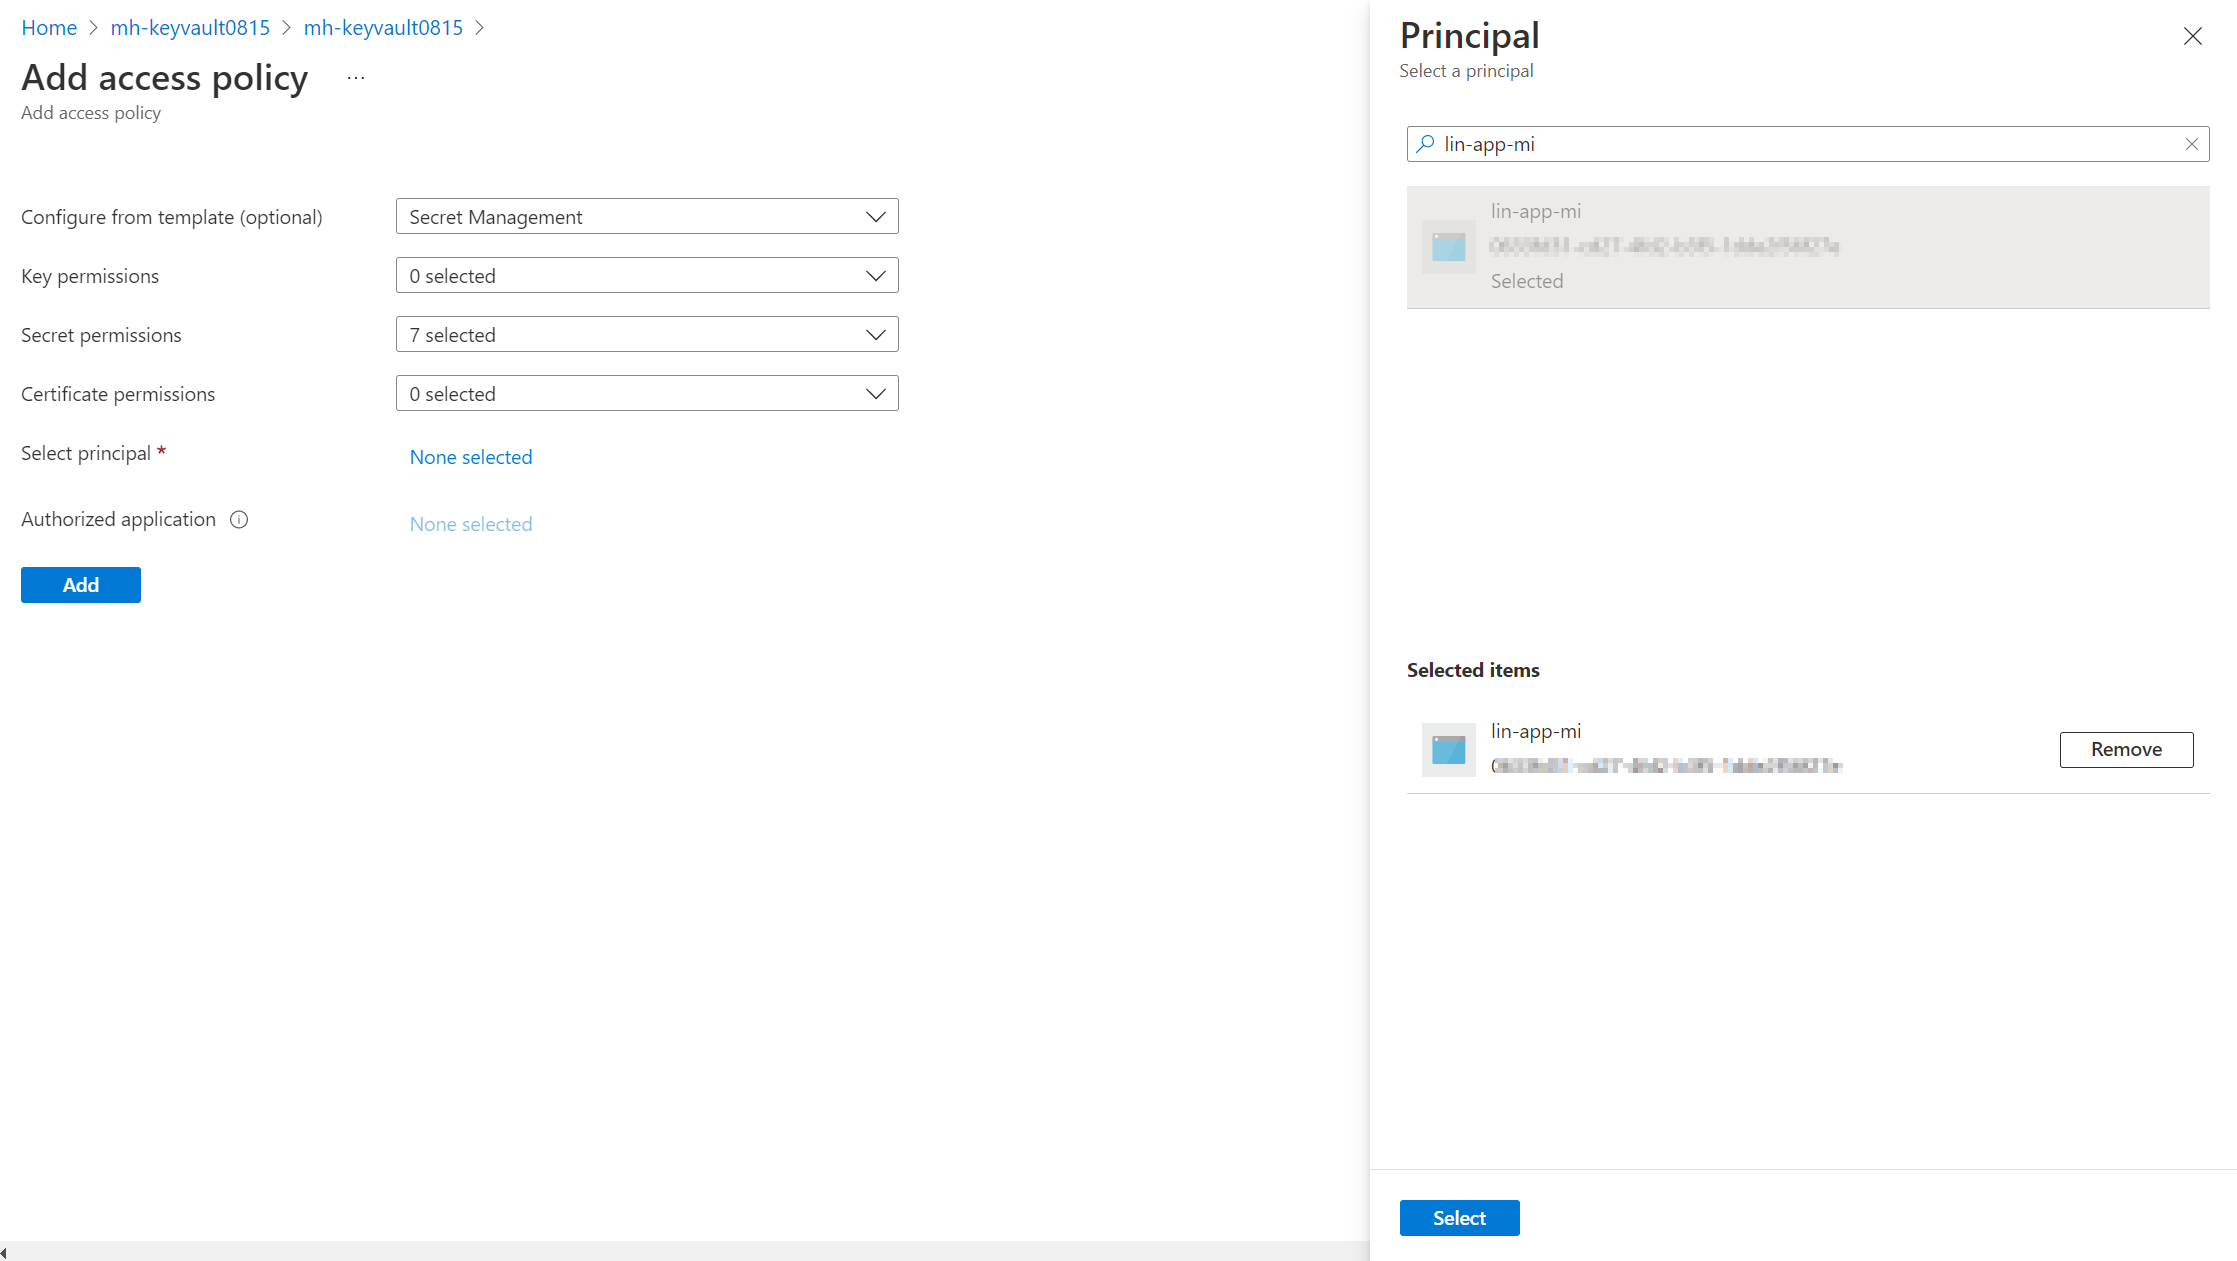 Home > mh-keyvault0815 > mh-keyvault0815 >
Add access policy ...
Add access policy
Configure from template (optional)
Secret Management
Key permissions
0 selected
Secret permissions
7 selected
Certificate permissions
0 selected
Select principal *
None selected
Authorized application
None selected
Add
Principal
Select a principal
lin-app-mi
lin-app-mi
Selected
Selected items
lin-app-mi
Remove
Select